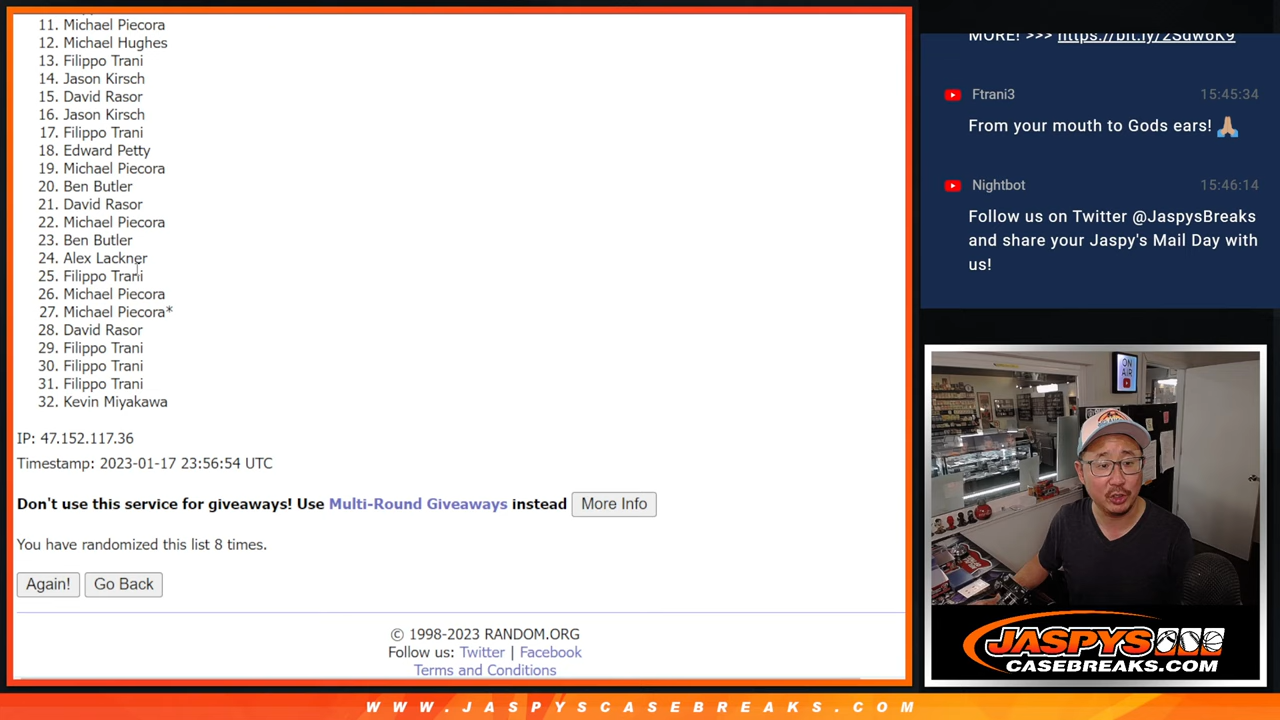 11. Michael Piecora
12. Michael Hughes
13. Filippo Trani
14. Jason Kirsch
15. David Rasor
16. Jason Kirsch
17. Filippo Trani
18. Edward Petty
19. Michael Piecora
20. Ben Butler
21. David Rasor
22. Michael Piecora
23. Ben Butler
24. Alex Lackner
25. Filippo Trani
26. Michael Piecora
27. Michael Piecora*
28. David Rasor
29. Filippo Trani
30. Filippo Trani
31. Filippo Trani
32. Kevin Miyakawa
IP: 47.152.117.36
Timestamp: 2023-01-17 23:56:54 UTC
Don't use this service for giveaways! Use Multi-Round Giveaways instead More Info
You have randomized this list 8 times.
Again! Go Back
© 1998-2023 RANDOM.ORG
Follow us: Twitter | Facebook
Terms and Conditions
MORE! >>> https://bit.ly/2Sdw6K9
Ftrani3 15:45:34
From your mouth to Gods ears! 🙏🏼
Nightbot 15:46:14
Follow us on Twitter @JaspysBreaks
and share your Jaspy's Mail Day with
us!
ON
AIR
JASPYS
CASEBREAKS.COM
WWW.JASPYSCASEBREAKS.COM